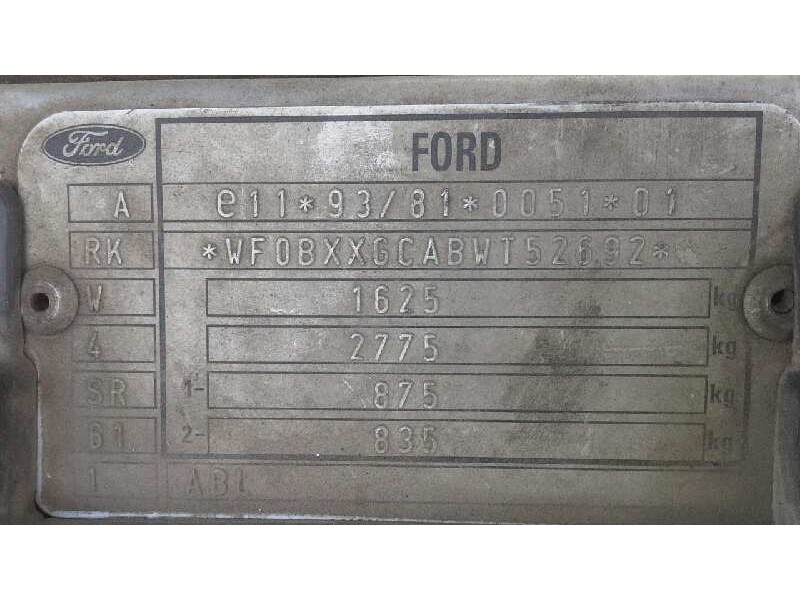 Ford FORD
A e11*93/81*0051*01
RK *WF0BXXGCABWT52692*
W 1625 kg
4 2775 kg
SR 1- 875 kg
61 2- 835 kg
1 ABL